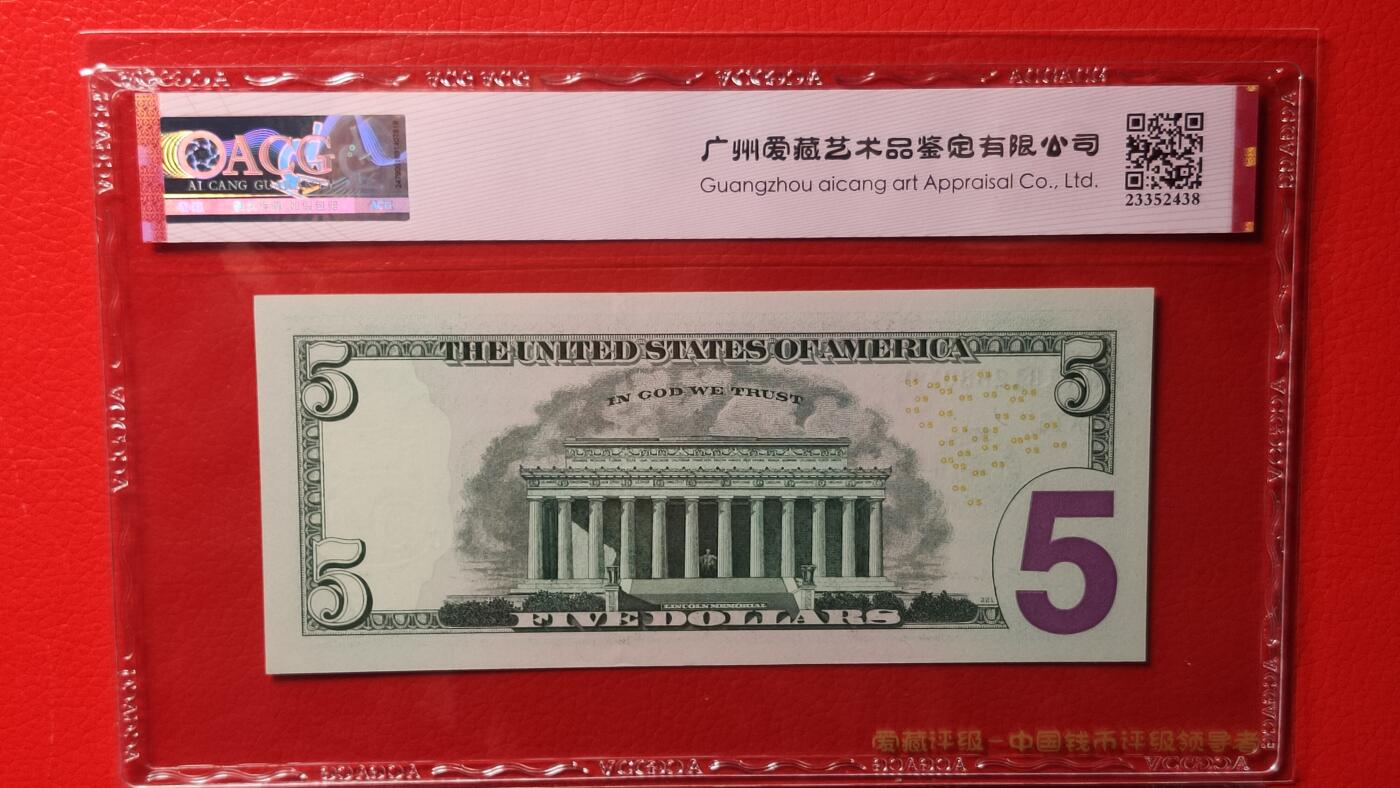 ACG
AI CANG GU
广州爱藏艺术品鉴定有限公司
Guangzhou aicang art Appraisal Co., Ltd.
23352438
THE UNITED STATES OF AMERICA
5
5
IN GOD WE TRUST
5
5
LINCOLN MEMORIAL
FIVE DOLLARS
5
爱藏评级-中国钱币评级领导者